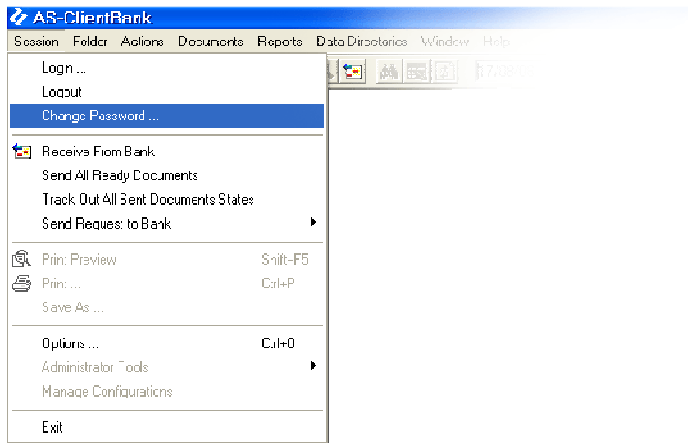 AS-ClientBank
Session Folder Actions Documents Reports Data Directories Window Help
Login ...
Logout
Change Password ...
Receive From Bank
Send All Ready Documents
Track Out All Sent Documents States
Send Request to Bank
Print Preview Shift+F5
Print ... Ctrl+P
Save As ...
Options ... Ctrl+O
Administrator Tools
Manage Configurations
Exit